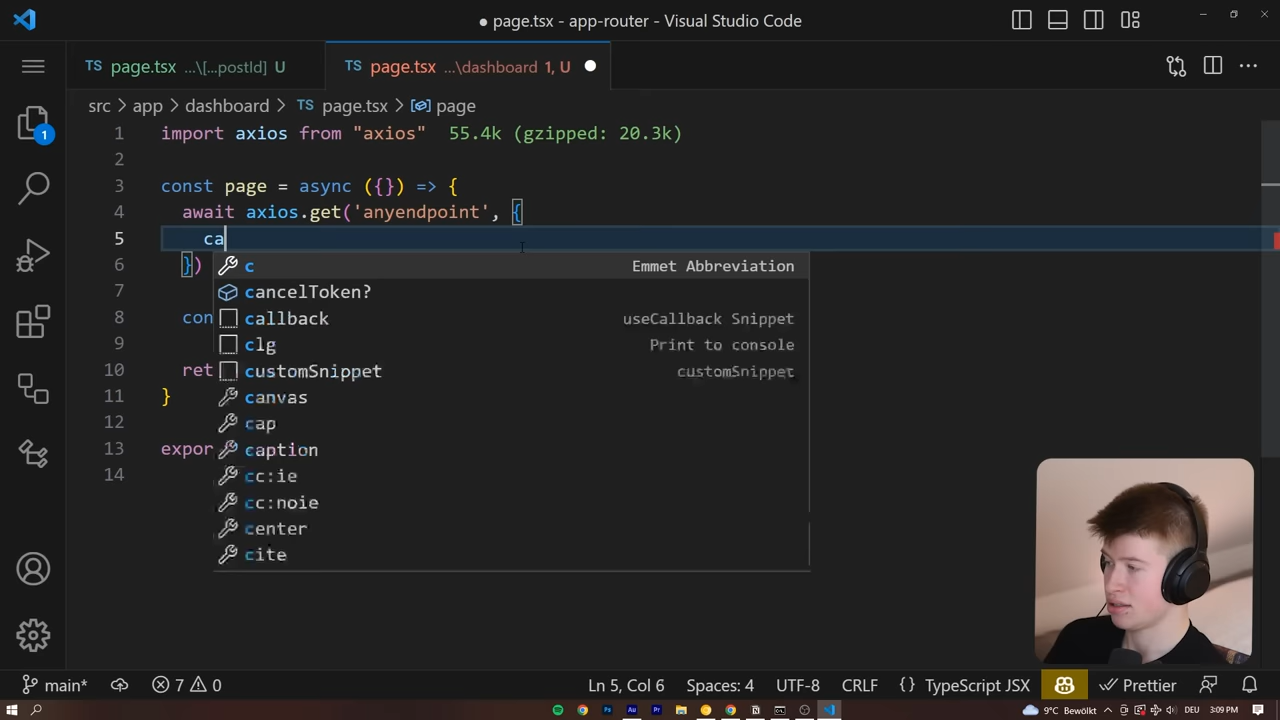 ● page.tsx - app-router - Visual Studio Code
TS page.tsx ...\[...postId] U
TS page.tsx ...\dashboard 1, U
src > app > dashboard > TS page.tsx > page
1 import axios from "axios" 55.4k (gzipped: 20.3k)
2
3 const page = async ({}) => {
4 await axios.get('anyendpoint', {
5 ca
6 })
7
8 con
9
10 ret
11 }
12
13 expor
14
c Emmet Abbreviation
cancelToken?
callback useCallback Snippet
clg Print to console
customSnippet customSnippet
canvas
cap
caption
cc:ie
cc:noie
center
cite
1
main* 7 0 Ln 5, Col 6 Spaces: 4 UTF-8 CRLF {} TypeScript JSX Prettier
9°C Bewölkt DEU 3:09 PM